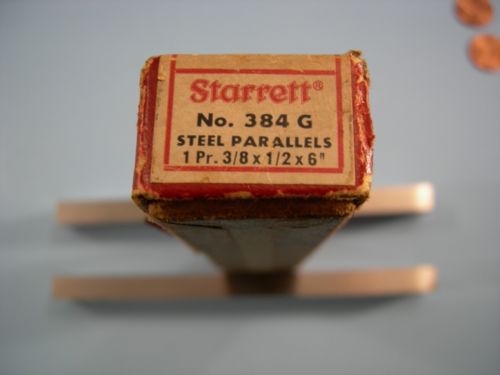 Starrett®
No. 384 G
STEEL PARALLELS
1 Pr. 3/8 x 1/2 x 6"